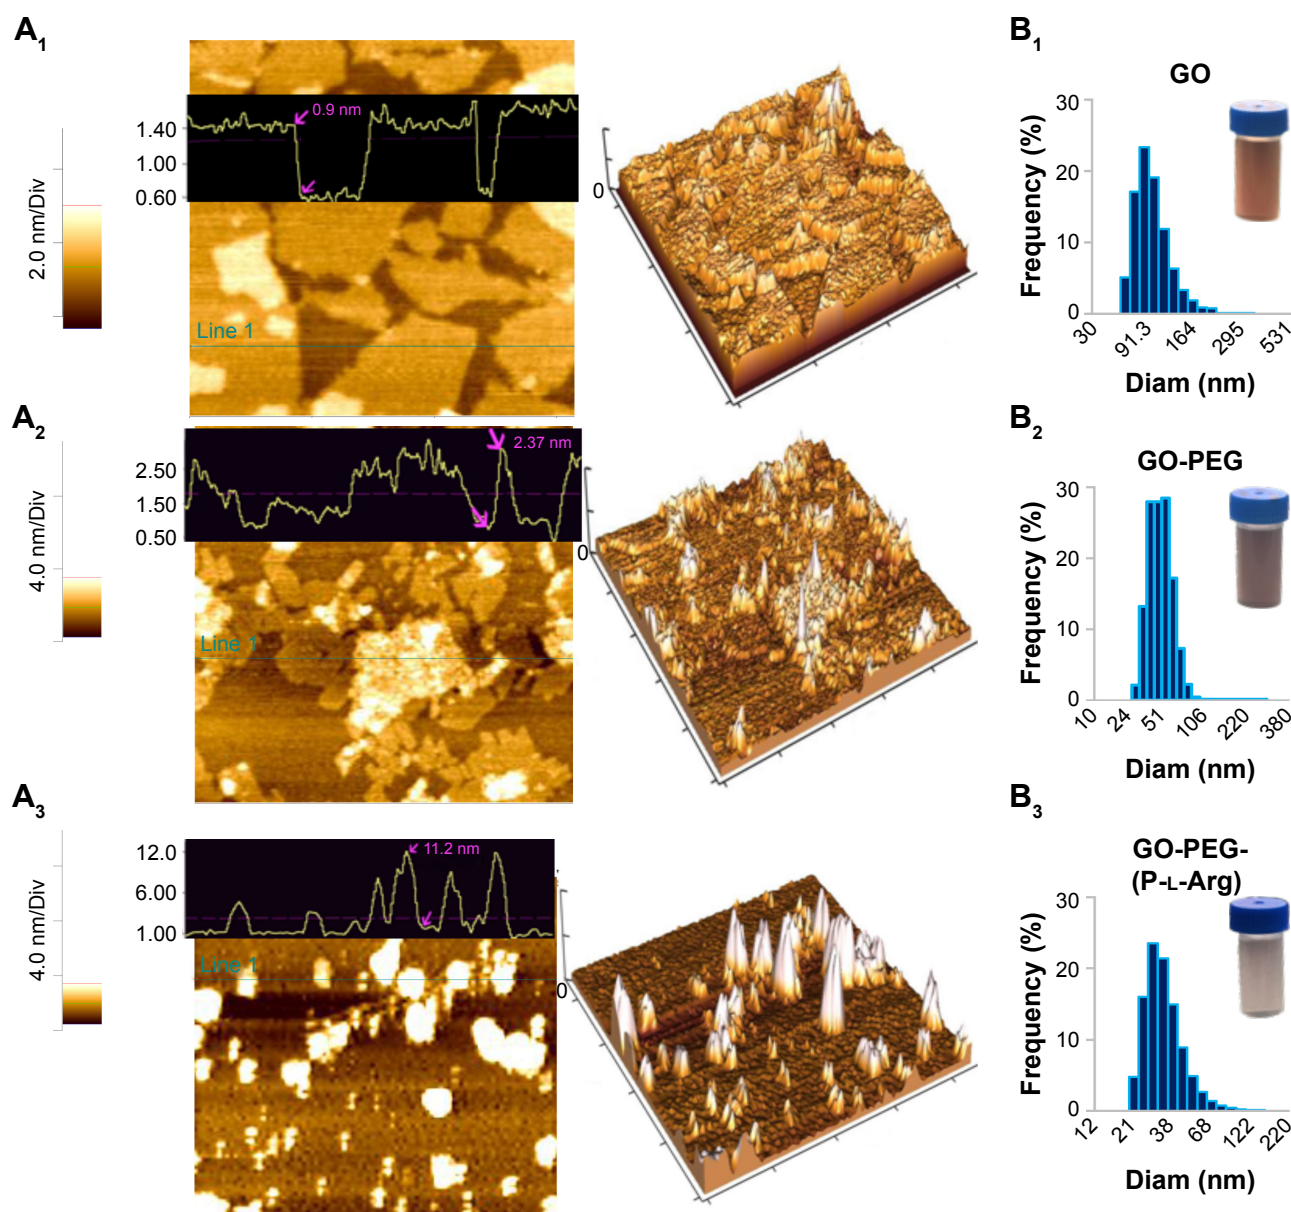 A1
2.0 nm/Div
1.40
1.00
0.60
0.9 nm
Line 1
0
B1
GO
Frequency (%)
30
20
10
0
30
91.3
164
295
531
Diam (nm)
A2
4.0 nm/Div
2.50
1.50
0.50
2.37 nm
Line 1
0
B2
GO-PEG
Frequency (%)
30
20
10
0
10
24
51
106
220
380
Diam (nm)
A3
4.0 nm/Div
12.0
6.00
1.00
11.2 nm
Line 1
0
B3
GO-PEG-
(P-L-Arg)
Frequency (%)
30
20
10
0
12
21
38
68
122
220
Diam (nm)